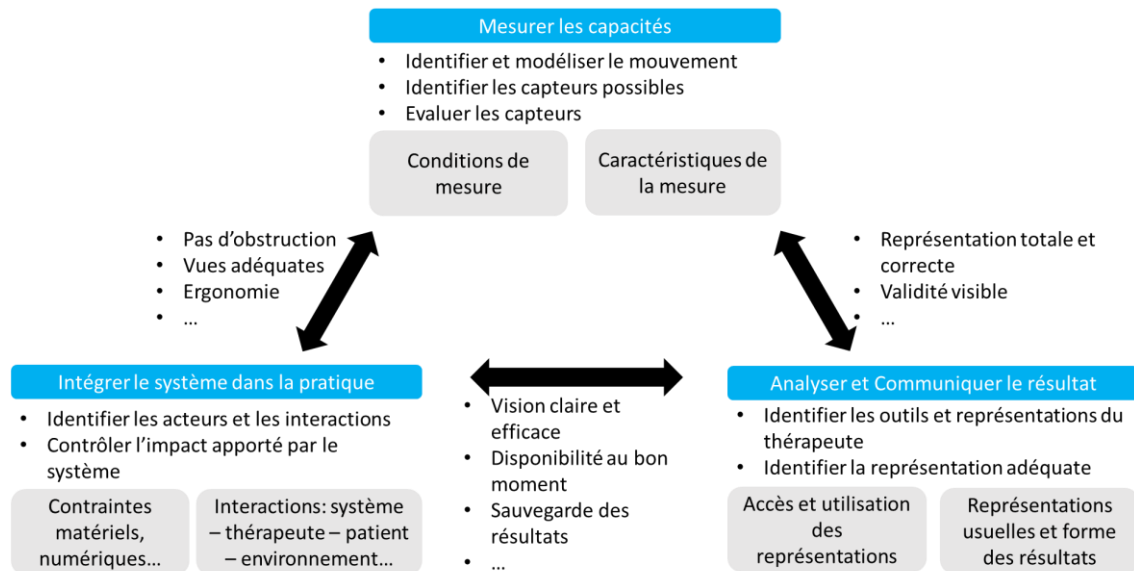 Mesurer les capacités
• Identifier et modéliser le mouvement
• Identifier les capteurs possibles
• Evaluer les capteurs
Conditions de
mesure
Caractéristiques de
la mesure
• Pas d'obstruction
• Vues adéquates
• Ergonomie
• ...
• Représentation totale et
correcte
• Validité visible
• ...
Intégrer le système dans la pratique
• Identifier les acteurs et les interactions
• Contrôler l'impact apporté par le
système
Contraintes
matériels,
numériques...
Interactions: système
– thérapeute – patient
– environnement...
• Vision claire et
efficace
• Disponibilité au bon
moment
• Sauvegarde des
résultats
• ...
Analyser et Communiquer le résultat
• Identifier les outils et représentations du
thérapeute
• Identifier la représentation adéquate
Accès et utilisation
des
représentations
Représentations
usuelles et forme
des résultats